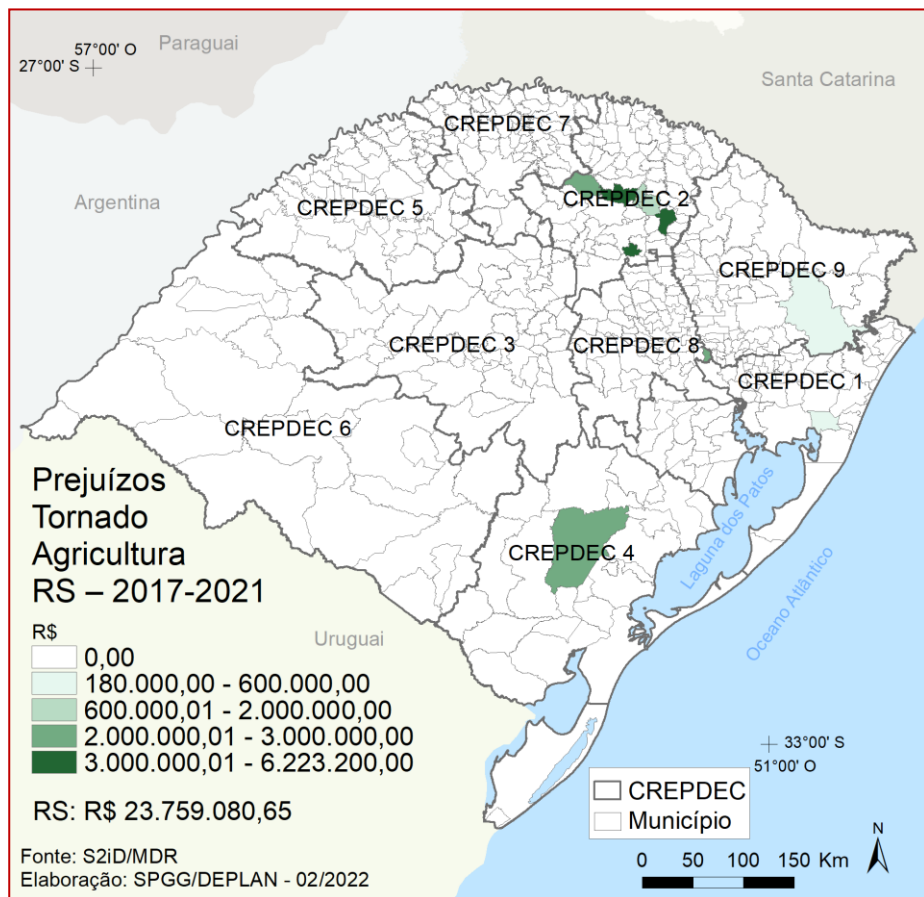 Paraguai
57°00' O
27°00' S
Santa Catarina
CREPDEC 7
Argentina
CREPDEC 2
CREPDEC 5
CREPDEC 9
CREPDEC 3
CREPDEC 8
CREPDEC 1
CREPDEC 6
Prejuízos
Tornado
Agricultura
RS – 2017-2021
CREPDEC 4
Laguna dos Patos
Oceano Atlântico
Uruguai
R$
0,00
180.000,00 - 600.000,00
600.000,01 - 2.000.000,00
2.000.000,01 - 3.000.000,00
3.000.000,01 - 6.223.200,00
33°00' S
51°00' O
RS: R$ 23.759.080,65
CREPDEC
Município
N
Fonte: S2iD/MDR
Elaboração: SPGG/DEPLAN - 02/2022
0 50 100 150 Km